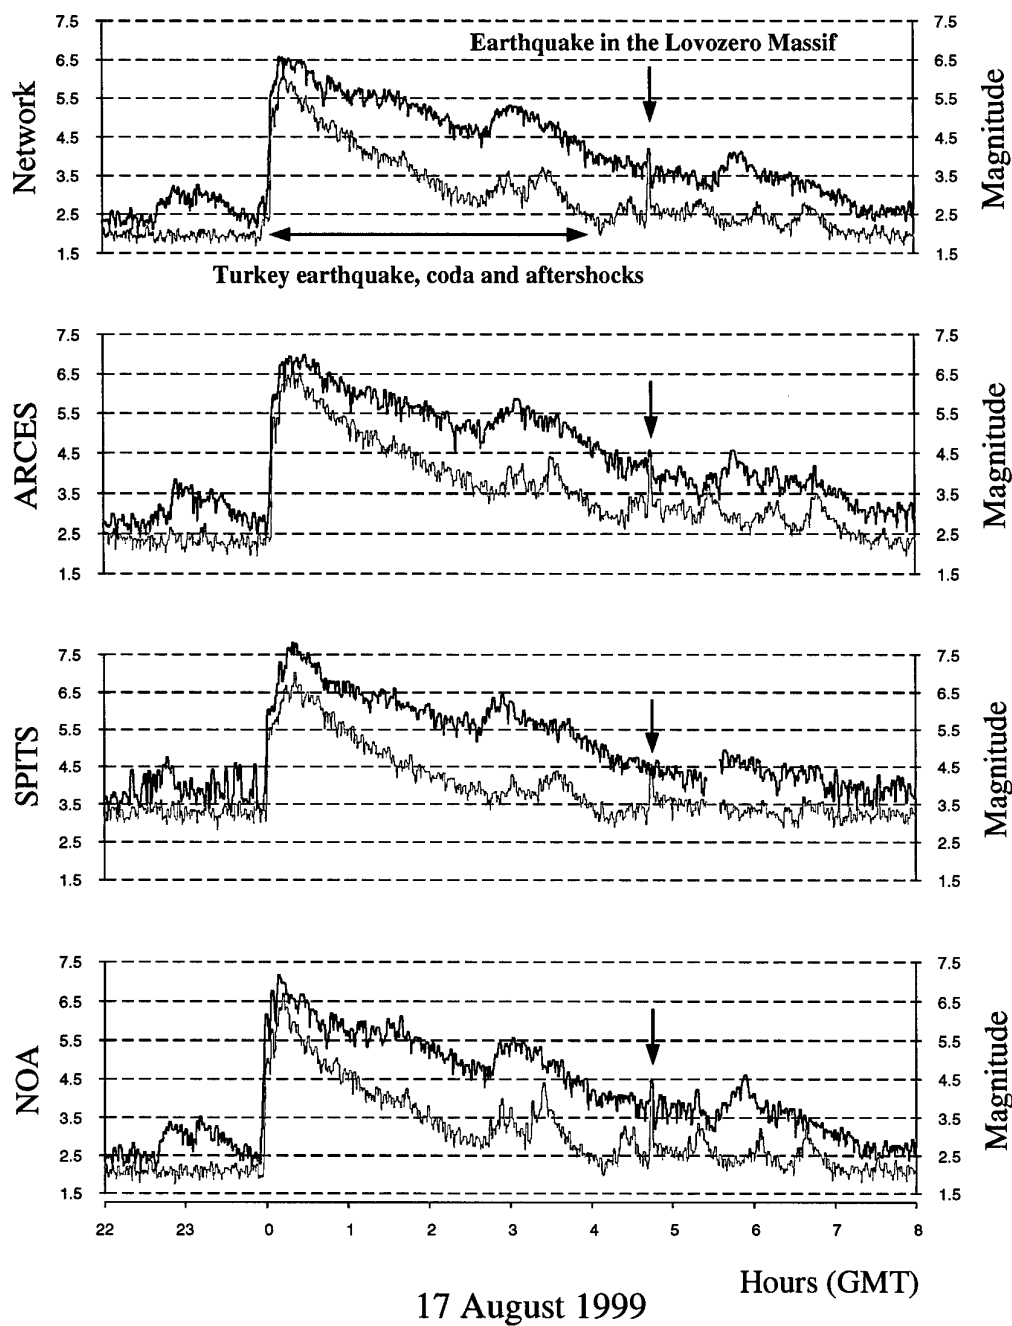 7.5 7.5
Earthquake in the Lovozero Massif
6.5 6.5
5.5 5.5
4.5 4.5
3.5 3.5
2.5 2.5
1.5 1.5
Network
Magnitude
Turkey earthquake, coda and aftershocks
7.5 7.5
6.5 6.5
5.5 5.5
4.5 4.5
3.5 3.5
2.5 2.5
1.5 1.5
ARCES
Magnitude
7.5 7.5
6.5 6.5
5.5 5.5
4.5 4.5
3.5 3.5
2.5 2.5
1.5 1.5
SPITS
Magnitude
7.5 7.5
6.5 6.5
5.5 5.5
4.5 4.5
3.5 3.5
2.5 2.5
1.5 1.5
NOA
Magnitude
22 23 0 1 2 3 4 5 6 7 8
Hours (GMT)
17 August 1999